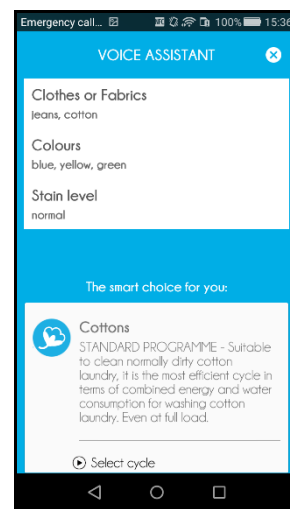 Emergency call... 100% 15:36
VOICE ASSISTANT
Clothes or Fabrics
jeans, cotton
Colours
blue, yellow, green
Stain level
normal
The smart choice for you:
Cottons
STANDARD PROGRAMME - Suitable
to clean normally dirty cotton
laundry, it is the most efficient cycle in
terms of combined energy and water
consumption for washing cotton
laundry. Even at full load.
Select cycle